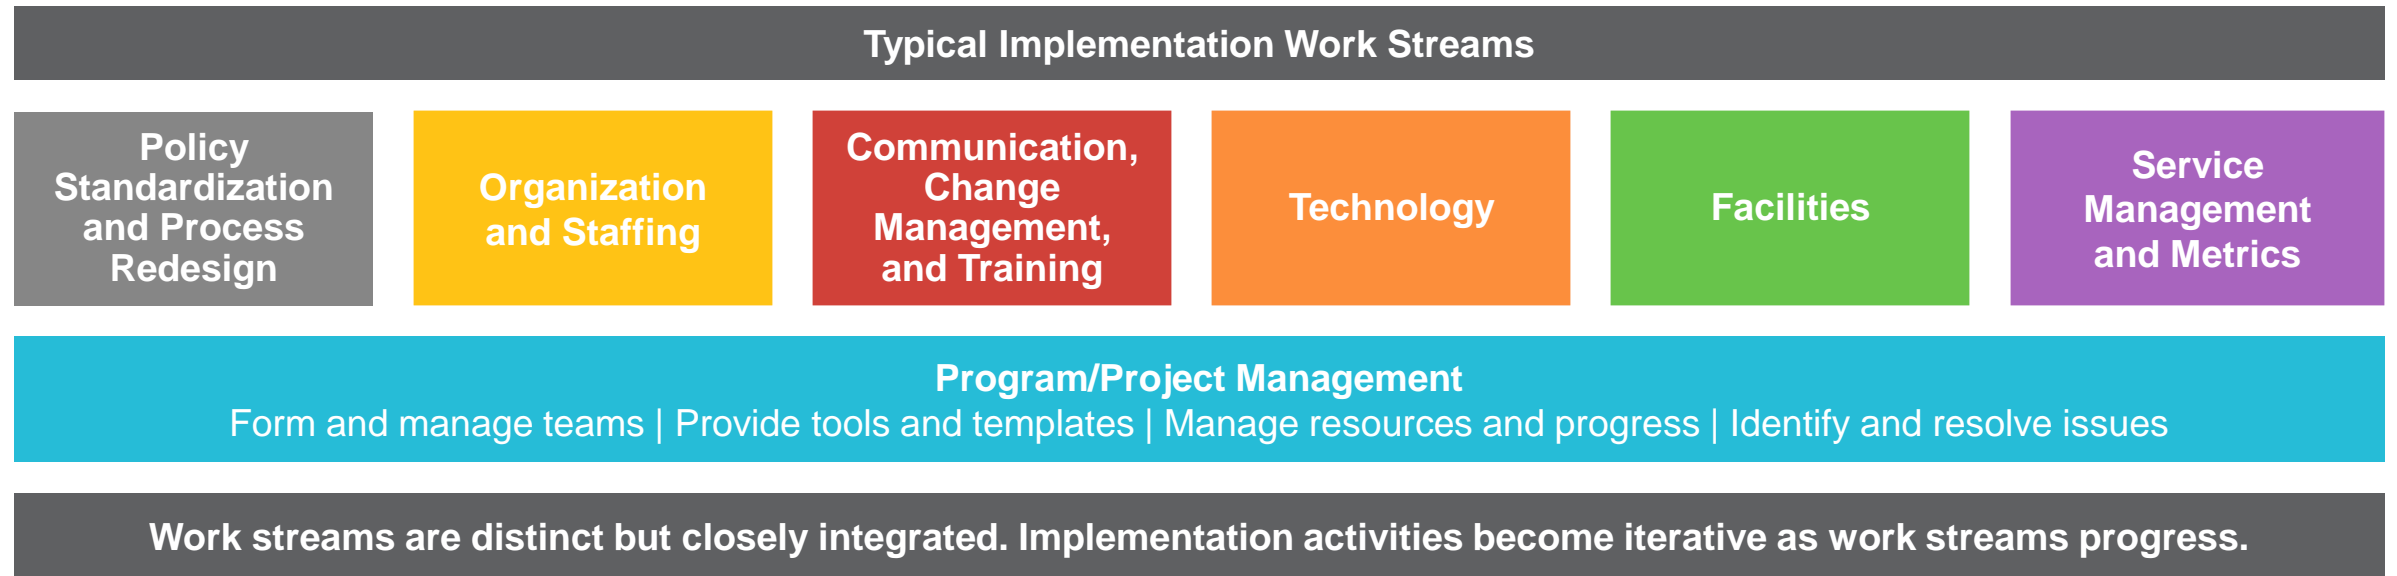 Typical Implementation Work Streams
Policy
Standardization
and Process
Redesign
Organization
and Staffing
Communication,
Change
Management,
and Training
Technology
Facilities
Service
Management
and Metrics
Program/Project Management
Form and manage teams | Provide tools and templates | Manage resources and progress | Identify and resolve issues
Work streams are distinct but closely integrated. Implementation activities become iterative as work streams progress.